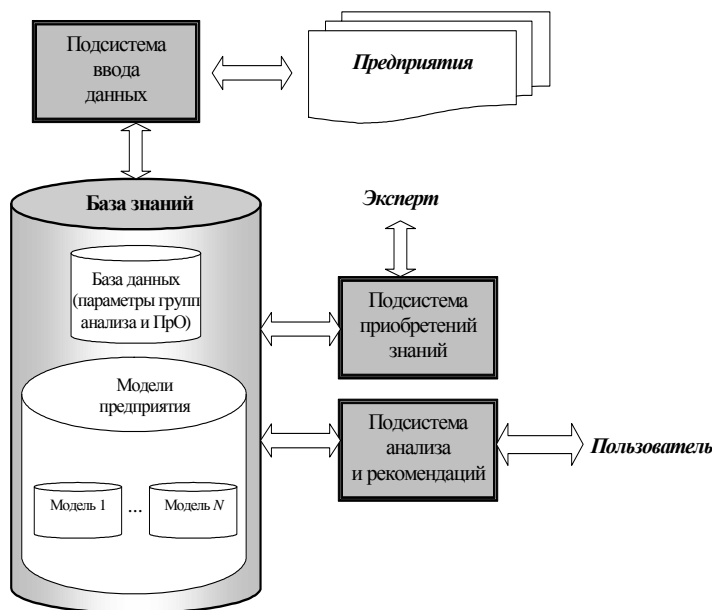 Подсистема
ввода
данных
Предприятия
База знаний
Эксперт
База данных
(параметры групп
анализа и ПрО)
Подсистема
приобретений
знаний
Модели
предприятия
Подсистема
анализа
и рекомендаций
Пользователь
Модель 1 ... Модель N